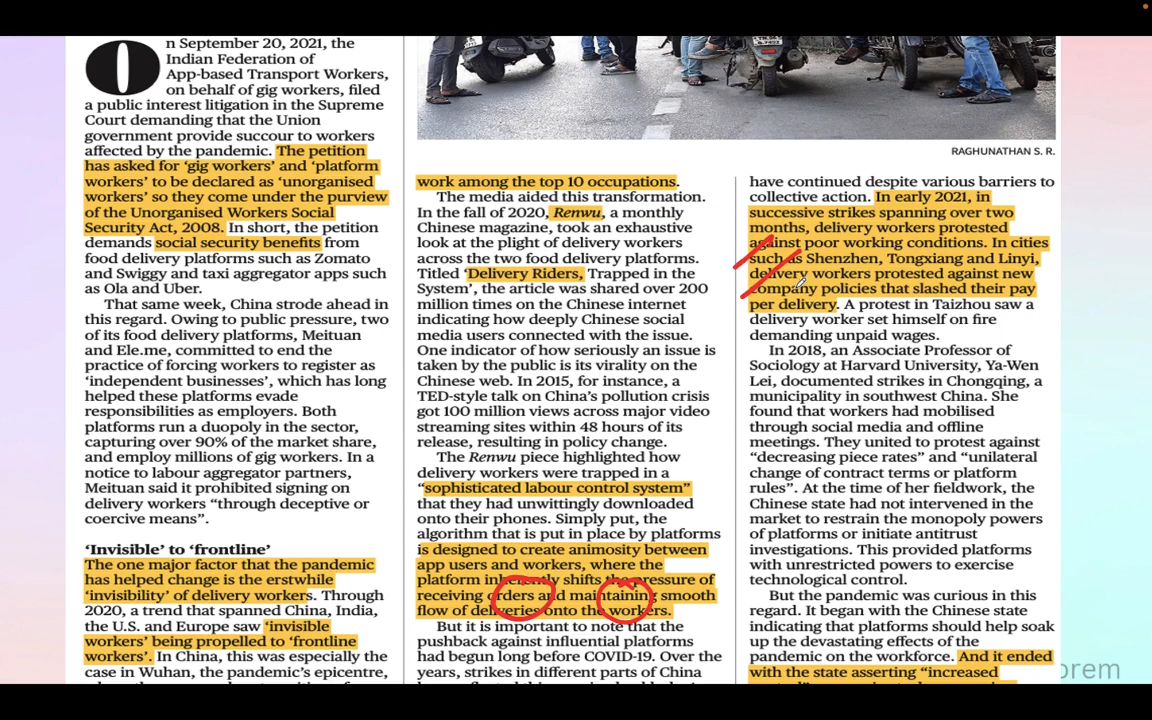 RAGHUNATHAN S. R.
On September 20, 2021, the
Indian Federation of
App-based Transport Workers,
on behalf of gig workers, filed
a public interest litigation in the Supreme
Court demanding that the Union
government provide succour to workers
affected by the pandemic. The petition
has asked for ‘gig workers’ and ‘platform
workers’ to be declared as ‘unorganised
workers’ so they come under the purview
of the Unorganised Workers Social
Security Act, 2008. In short, the petition
demands social security benefits from
food delivery platforms such as Zomato
and Swiggy and taxi aggregator apps such
as Ola and Uber.
That same week, China strode ahead in
this regard. Owing to public pressure, two
of its food delivery platforms, Meituan
and Ele.me, committed to end the
practice of forcing workers to register as
‘independent businesses’, which has long
helped these platforms evade
responsibilities as employers. Both
platforms run a duopoly in the sector,
capturing over 90% of the market share,
and employ millions of gig workers. In a
notice to labour aggregator partners,
Meituan said it prohibited signing on
delivery workers “through deceptive or
coercive means”.
‘Invisible’ to ‘frontline’
The one major factor that the pandemic
has helped change is the erstwhile
‘invisibility’ of delivery workers. Through
2020, a trend that spanned China, India,
the U.S. and Europe saw ‘invisible
workers’ being propelled to ‘frontline
workers’. In China, this was especially the
case in Wuhan, the pandemic’s epicentre,
work among the top 10 occupations.
The media aided this transformation.
In the fall of 2020, Renwu, a monthly
Chinese magazine, took an exhaustive
look at the plight of delivery workers
across the two food delivery platforms.
Titled ‘Delivery Riders, Trapped in the
System’, the article was shared over 200
million times on the Chinese internet
indicating how deeply Chinese social
media users connected with the issue.
One indicator of how seriously an issue is
taken by the public is its virality on the
Chinese web. In 2015, for instance, a
TED-style talk on China’s pollution crisis
got 100 million views across major video
streaming sites within 48 hours of its
release, resulting in policy change.
The Renwu piece highlighted how
delivery workers were trapped in a
“sophisticated labour control system”
that they had unwittingly downloaded
onto their phones. Simply put, the
algorithm that is put in place by platforms
is designed to create animosity between
app users and workers, where the
platform inherently shifts the pressure of
receiving orders and maintaining smooth
flow of deliveries onto the workers.
But it is important to note that the
pushback against influential platforms
had begun long before COVID-19. Over the
years, strikes in different parts of China
have continued despite various barriers to
collective action. In early 2021, in
successive strikes spanning over two
months, delivery workers protested
against poor working conditions. In cities
such as Shenzhen, Tongxiang and Linyi,
delivery workers protested against new
company policies that slashed their pay
per delivery. A protest in Taizhou saw a
delivery worker set himself on fire
demanding unpaid wages.
In 2018, an Associate Professor of
Sociology at Harvard University, Ya-Wen
Lei, documented strikes in Chongqing, a
municipality in southwest China. She
found that workers had mobilised
through social media and offline
meetings. They united to protest against
“decreasing piece rates” and “unilateral
change of contract terms or platform
rules”. At the time of her fieldwork, the
Chinese state had not intervened in the
market to restrain the monopoly powers
of platforms or initiate antitrust
investigations. This provided platforms
with unrestricted powers to exercise
technological control.
But the pandemic was curious in this
regard. It began with the Chinese state
indicating that platforms should help soak
up the devastating effects of the
pandemic on the workforce. And it ended
with the state asserting “increased
orem